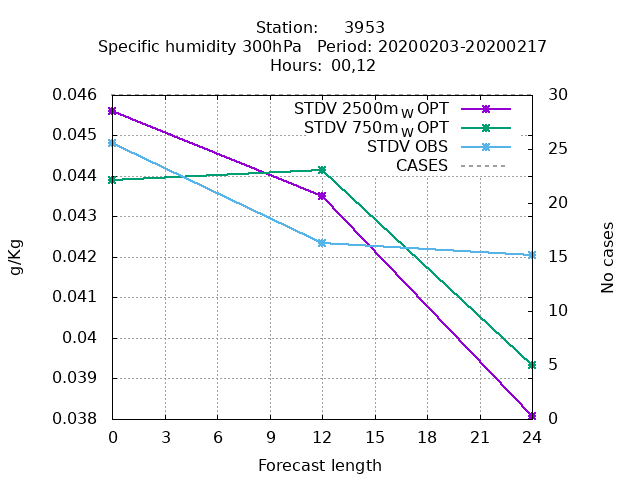 Station: 3953
Specific humidity 300hPa Period: 20200203-20200217
Hours: 00,12
STDV 2500m W OPT
STDV 750m W OPT
STDV OBS
CASES
0.046
0.045
0.044
0.043
0.042
0.041
0.04
0.039
0.038
30
25
20
15
10
5
0
g/Kg
No cases
0 3 6 9 12 15 18 21 24
Forecast length